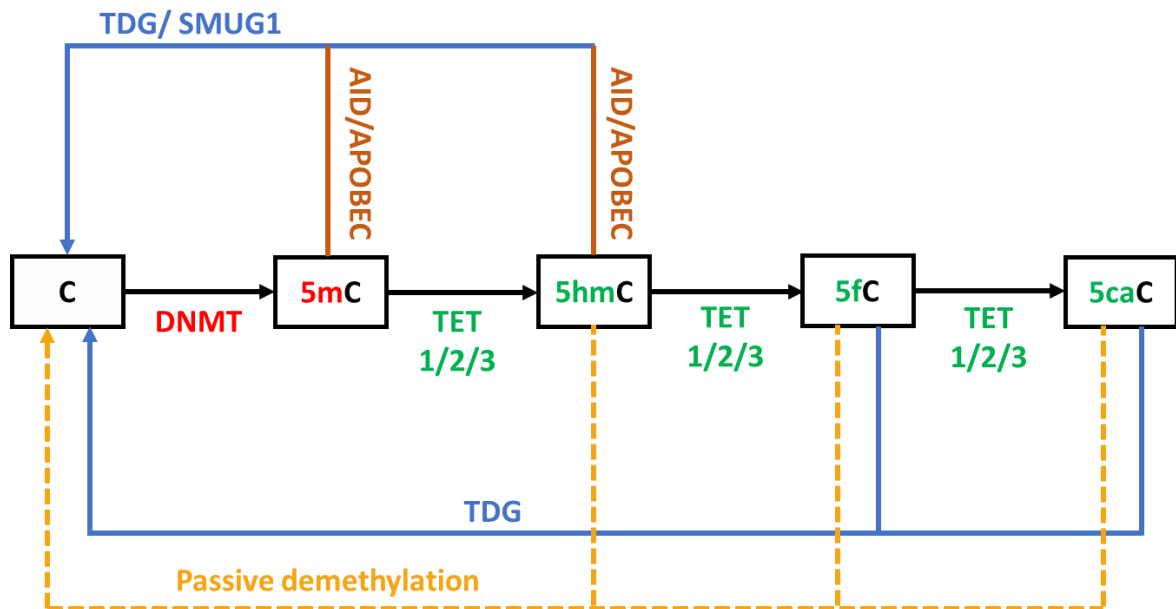 TDG/ SMUG1
AID/APOBEC
AID/APOBEC
C
5mC
5hmC
5fC
5caC
DNMT
TET
1/2/3
TET
1/2/3
TET
1/2/3
TDG
Passive demethylation